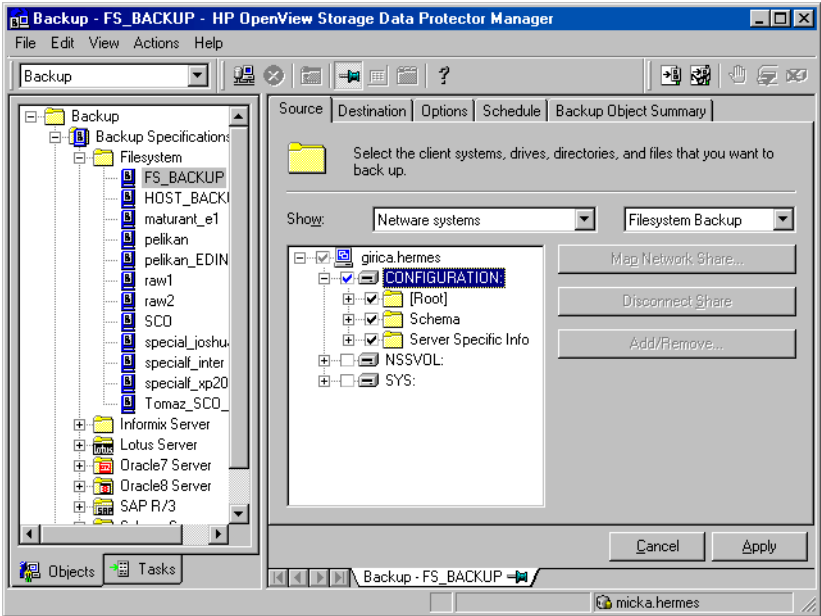 Backup - FS_BACKUP - HP OpenView Storage Data Protector Manager
File Edit View Actions Help
Backup
Backup
Backup Specifications
Filesystem
FS_BACKUP
HOST_BACKU
maturant_e1
pelikan
pelikan_EDIN
raw1
raw2
SCO
special_joshu
specialf_inter
specialf_xp20
Tomaz_SCO_
Informix Server
Lotus Server
Oracle7 Server
Oracle8 Server
SAP R/3
Objects Tasks
Source Destination Options Schedule Backup Object Summary
Select the client systems, drives, directories, and files that you want to
back up.
Show: Netware systems Filesystem Backup
girica.hermes
CONFIGURATION:
[Root]
Schema
Server Specific Info
NSSVOL:
SYS:
Map Network Share...
Disconnect Share
Add/Remove...
Cancel Apply
Backup - FS_BACKUP
micka.hermes